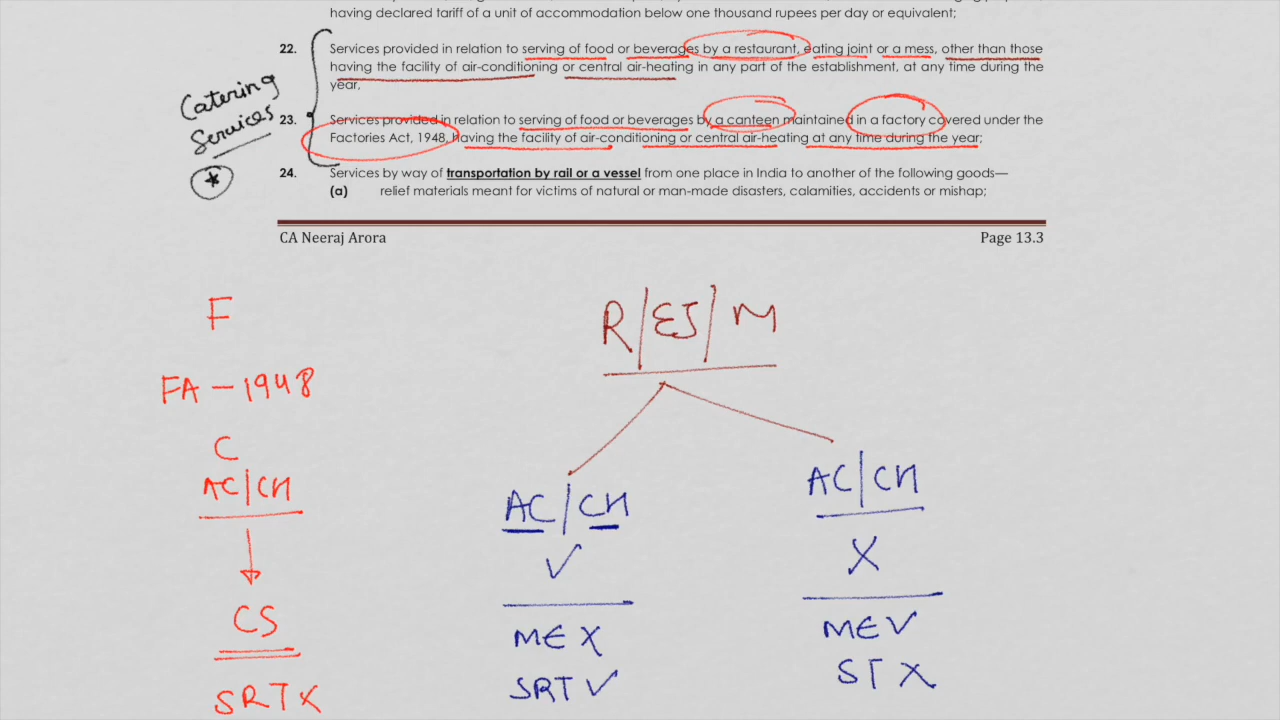 having declared tariff of a unit of accommodation below one thousand rupees per day or equivalent;
22. Services provided in relation to serving of food or beverages by a restaurant, eating joint or a mess, other than those
having the facility of air-conditioning or central air-heating in any part of the establishment, at any time during the
year.
Catering
Services
23. Services provided in relation to serving of food or beverages by a canteen maintained in a factory covered under the
Factories Act, 1948, having the facility of air-conditioning or central air-heating at any time during the year;
24. Services by way of transportation by rail or a vessel from one place in India to another of the following goods—
(a) relief materials meant for victims of natural or man-made disasters, calamities, accidents or mishap;
CA Neeraj Arora Page 13.3
F
FA – 1948
C
AC/CH
CS
SRT X
R/EJ/M
AC/CH
✓
ME X
SRT ✓
AC/CH
X
ME ✓
ST X